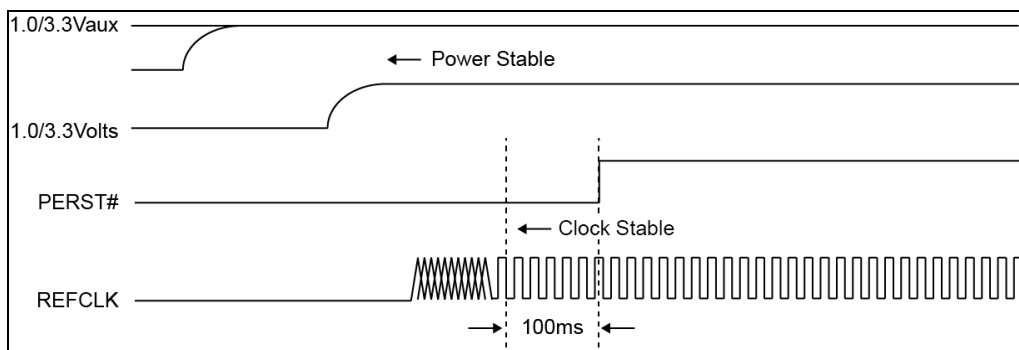 1.0/3.3Vaux
Power Stable
1.0/3.3Volts
PERST#
Clock Stable
REFCLK
100ms